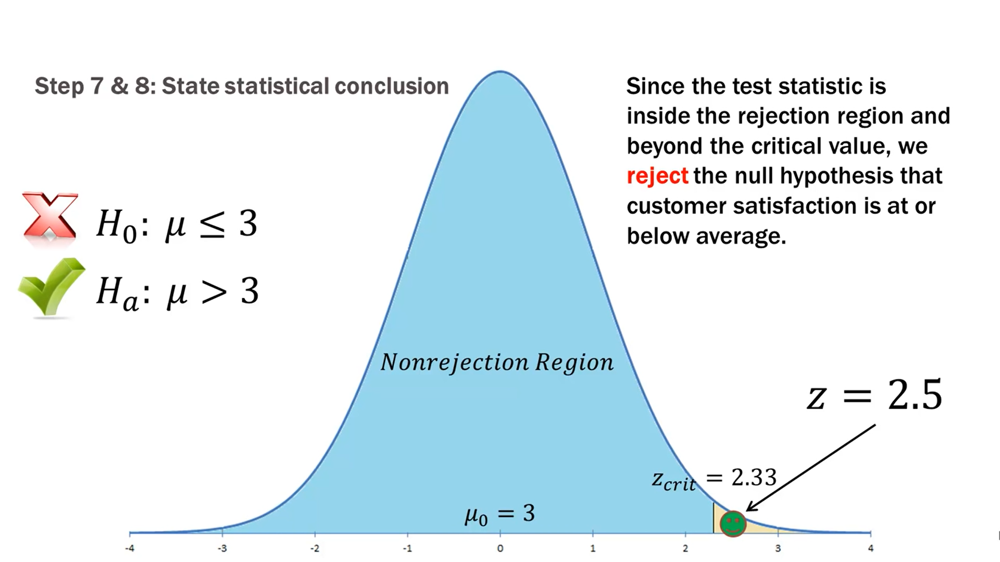 Step 7 & 8: State statistical conclusion
Since the test statistic is
inside the rejection region and
beyond the critical value, we
reject the null hypothesis that
customer satisfaction is at or
below average.
X
H₀: μ ≤ 3
Hₐ: μ > 3
Nonrejection Region
z = 2.5
z_crit = 2.33
μ₀ = 3
-4 -3 -2 -1 0 1 2 3 4